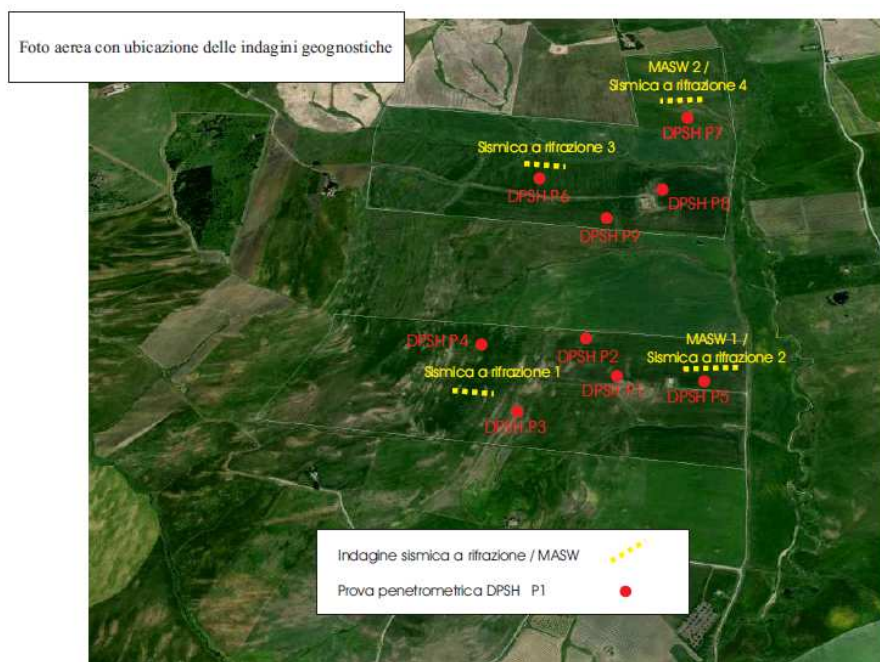 Foto aerea con ubicazione delle indagini geognostiche
MASW 2 /
Sismica a rifrazione 4
DPSH P7
Sismica a rifrazione 3
DPSH P6
DPSH P8
DPSH P9
DPSH P4
DPSH P2
MASW 1 /
Sismica a rifrazione 2
Sismica a rifrazione 1
DPSH P1
DPSH P5
DPSH P3
Indagine sismica a rifrazione / MASW
Prova penetrometrica DPSH P1